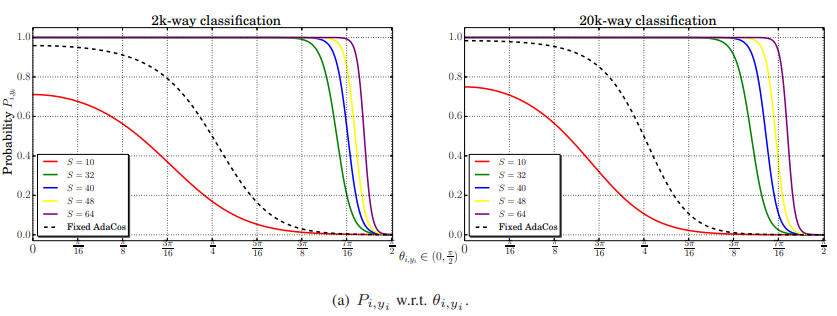 2k-way classification
20k-way classification
Probability P_{i,y_i}
1.0
0.8
0.6
0.4
0.2
0.0
S = 10
S = 32
S = 40
S = 48
S = 64
Fixed AdaCos
0 π/16 π/8 3π/16 π/4 5π/16 3π/8 7π/16 π/2
1.0
0.8
0.6
0.4
0.2
0.0
S = 10
S = 32
S = 40
S = 48
S = 64
Fixed AdaCos
0 π/16 π/8 3π/16 π/4 5π/16 3π/8 7π/16 π/2
θ_{i,y_i} ∈ (0, π/2)
(a) P_{i,y_i} w.r.t. θ_{i,y_i}.